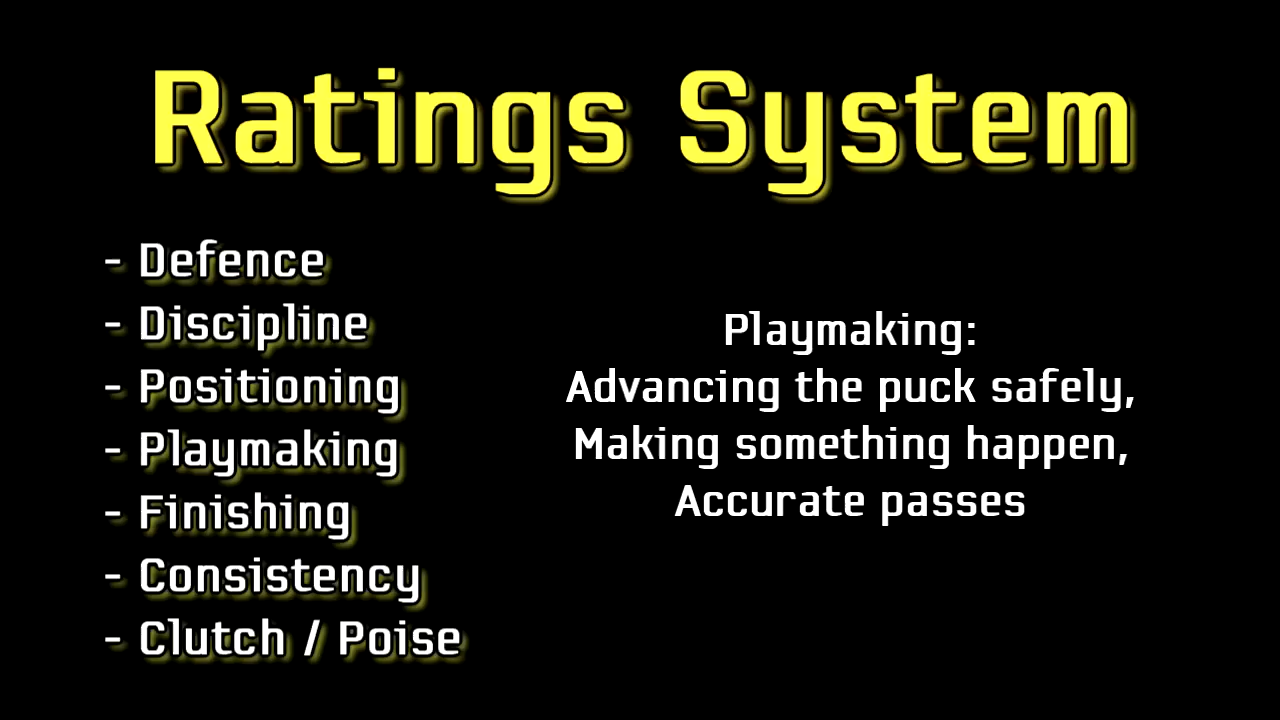 Ratings System
- Defence
- Discipline
- Positioning
- Playmaking
- Finishing
- Consistency
- Clutch / Poise
Playmaking:
Advancing the puck safely,
Making something happen,
Accurate passes